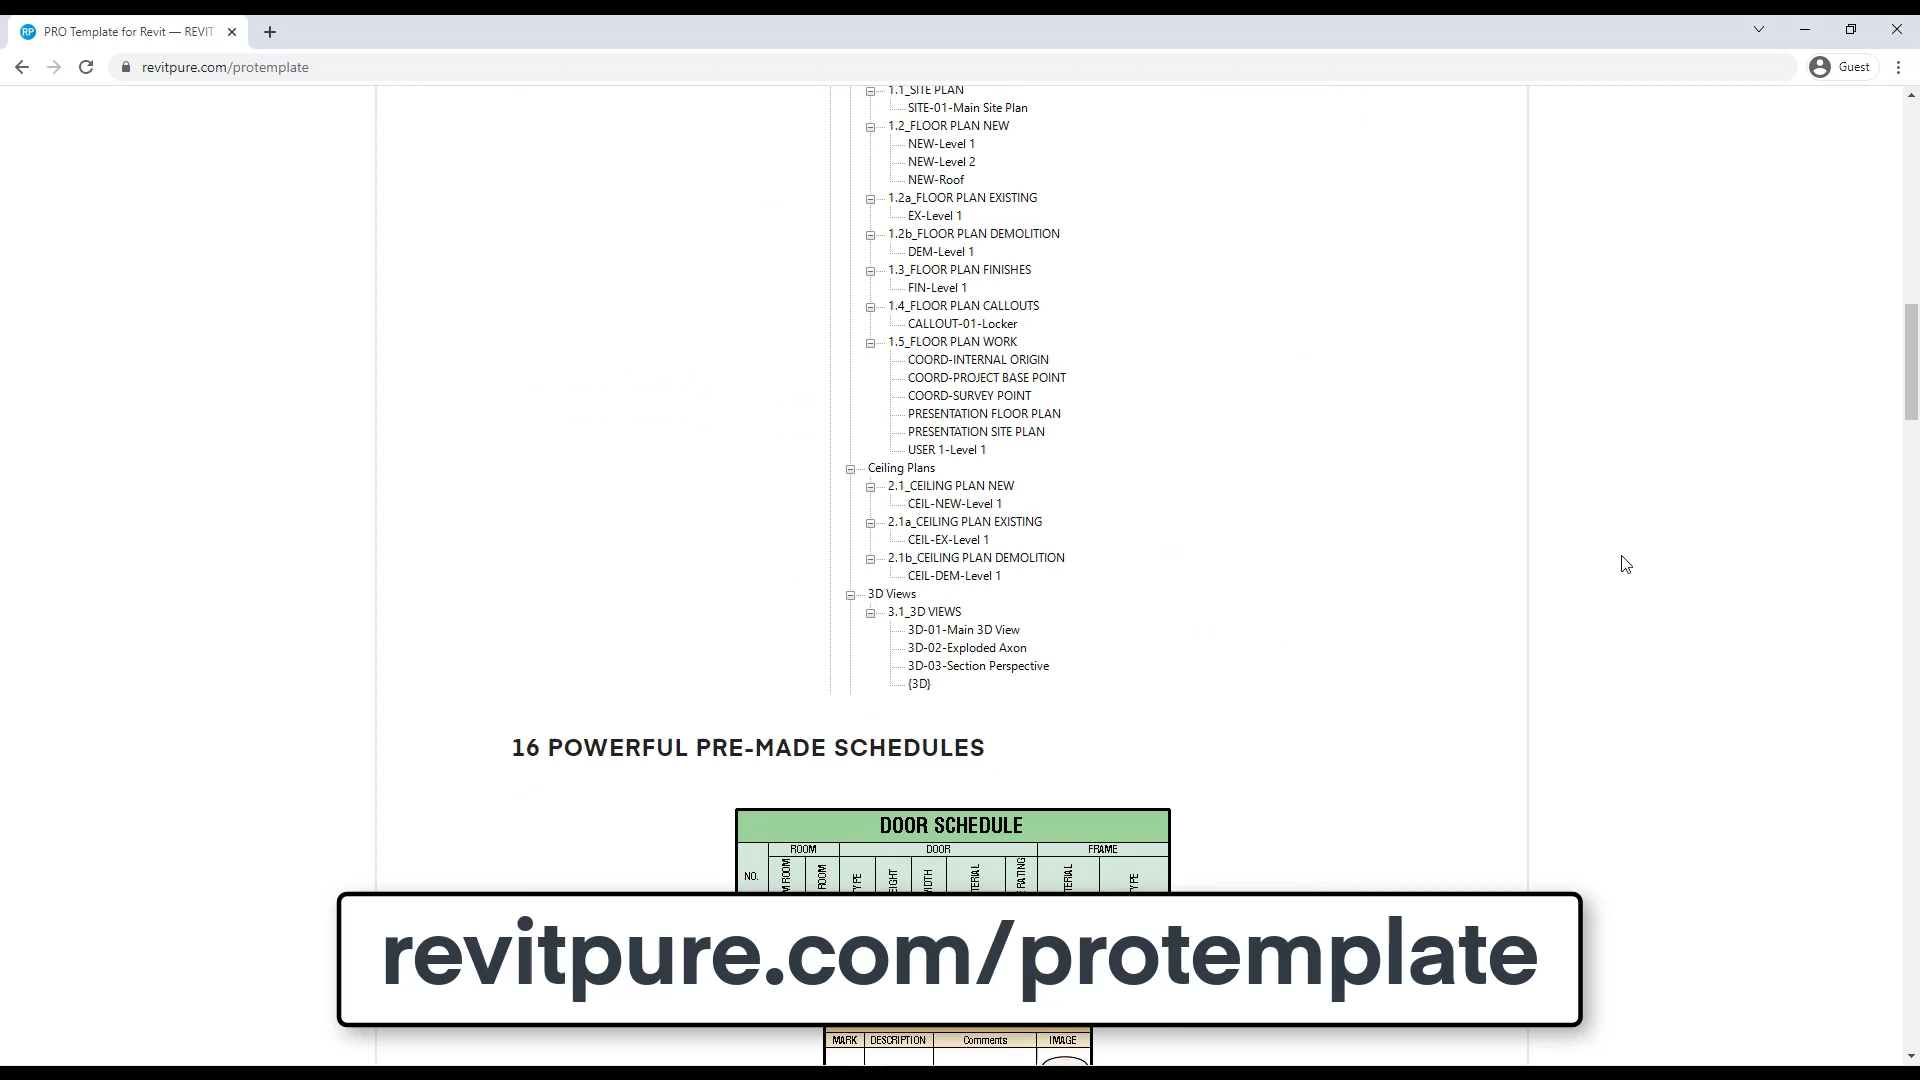 PRO Template for Revit — REVIT
revitpure.com/protemplate
Guest
1.1_SITE PLAN
SITE-01-Main Site Plan
1.2_FLOOR PLAN NEW
NEW-Level 1
NEW-Level 2
NEW-Roof
1.2a_FLOOR PLAN EXISTING
EX-Level 1
1.2b_FLOOR PLAN DEMOLITION
DEM-Level 1
1.3_FLOOR PLAN FINISHES
FIN-Level 1
1.4_FLOOR PLAN CALLOUTS
CALLOUT-01-Locker
1.5_FLOOR PLAN WORK
COORD-INTERNAL ORIGIN
COORD-PROJECT BASE POINT
COORD-SURVEY POINT
PRESENTATION FLOOR PLAN
PRESENTATION SITE PLAN
USER 1-Level 1
Ceiling Plans
2.1_CEILING PLAN NEW
CEIL-NEW-Level 1
2.1a_CEILING PLAN EXISTING
CEIL-EX-Level 1
2.1b_CEILING PLAN DEMOLITION
CEIL-DEM-Level 1
3D Views
3.1_3D VIEWS
3D-01-Main 3D View
3D-02-Exploded Axon
3D-03-Section Perspective
{3D}
16 POWERFUL PRE-MADE SCHEDULES
DOOR SCHEDULE
ROOM DOOR FRAME
NO. ROOM ROOM RATING
revitpure.com/protemplate
MARK DESCRIPTION Comments IMAGE